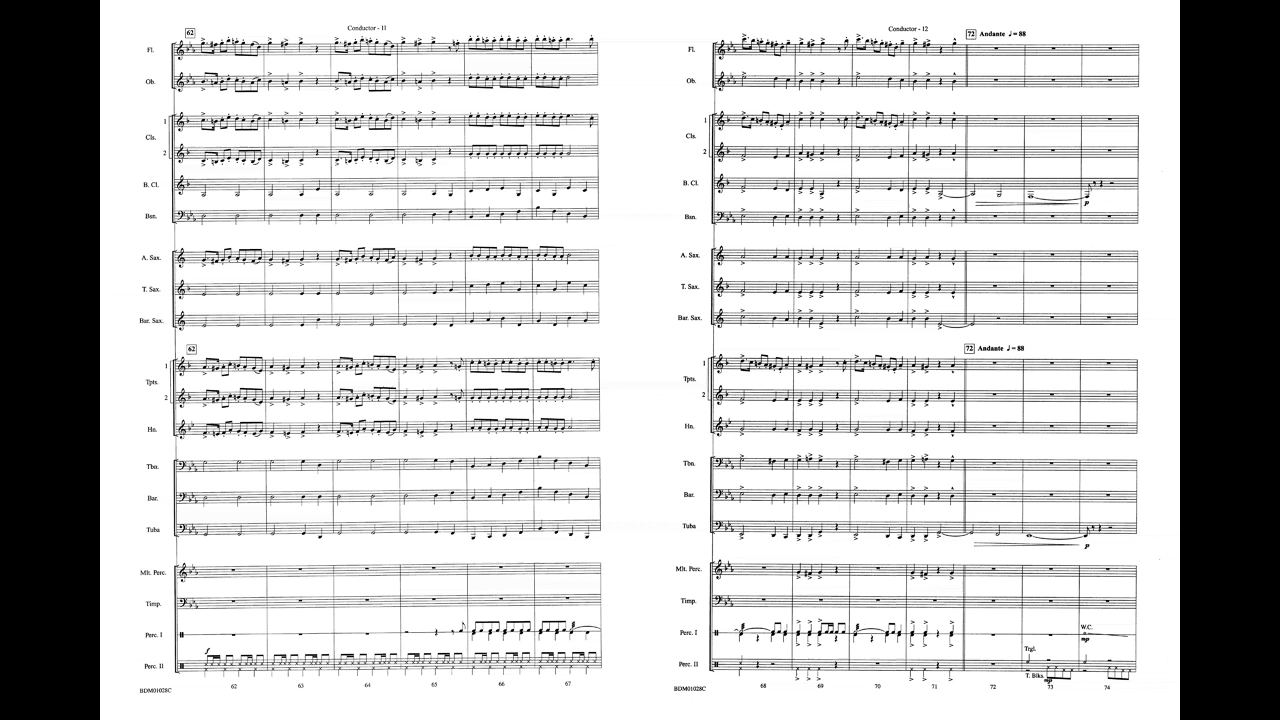 Conductor - 11
62
Fl.
Ob.
1
Cls.
2
B. Cl.
Bsn.
A. Sax.
T. Sax.
Bar. Sax.
62
1
Tpts.
2
Hn.
Tbn.
Bar.
Tuba
Mlt. Perc.
Timp.
Perc. I
f
Perc. II
62 63 64 65 66 67
BDM01028C
Conductor - 12
72 Andante ♩= 88
Fl.
Ob.
1
Cls.
2
B. Cl.
p
Bsn.
A. Sax.
T. Sax.
Bar. Sax.
72 Andante ♩= 88
1
Tpts.
2
Hn.
Tbn.
Bar.
Tuba
p
Mlt. Perc.
Timp.
W.C.
Perc. I
mp
Trgl.
Perc. II
T. Blks.
mp
68 69 70 71 72 73 74
BDM01028C